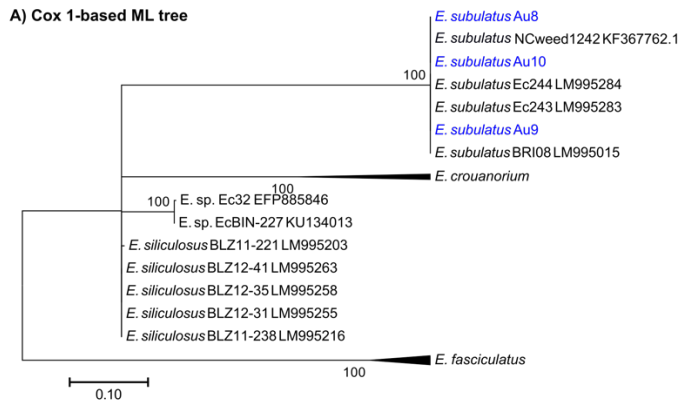 A) Cox 1-based ML tree
E. subulatus Au8
E. subulatus NCweed1242 KF367762.1
E. subulatus Au10
100
E. subulatus Ec244 LM995284
E. subulatus Ec243 LM995283
E. subulatus Au9
E. subulatus BRI08 LM995015
E. crouanorium
100
100
E. sp. Ec32 EFP885846
E. sp. EcBIN-227 KU134013
E. siliculosus BLZ11-221 LM995203
E. siliculosus BLZ12-41 LM995263
E. siliculosus BLZ12-35 LM995258
E. siliculosus BLZ12-31 LM995255
E. siliculosus BLZ11-238 LM995216
E. fasciculatus
100
0.10